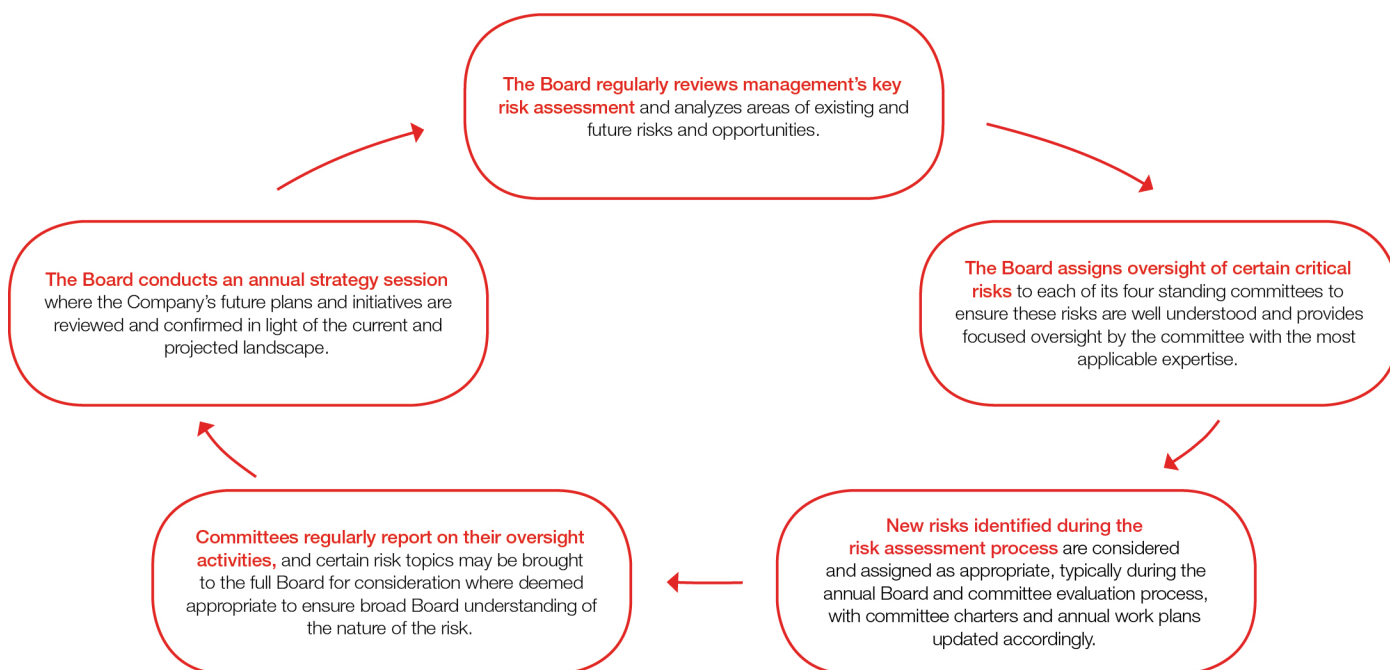 The Board regularly reviews management’s key
risk assessment and analyzes areas of existing and
future risks and opportunities.
The Board assigns oversight of certain critical
risks to each of its four standing committees to
ensure these risks are well understood and provides
focused oversight by the committee with the most
applicable expertise.
New risks identified during the
risk assessment process are considered
and assigned as appropriate, typically during the
annual Board and committee evaluation process,
with committee charters and annual work plans
updated accordingly.
Committees regularly report on their oversight
activities, and certain risk topics may be brought
to the full Board for consideration where deemed
appropriate to ensure broad Board understanding of
the nature of the risk.
The Board conducts an annual strategy session
where the Company’s future plans and initiatives are
reviewed and confirmed in light of the current and
projected landscape.